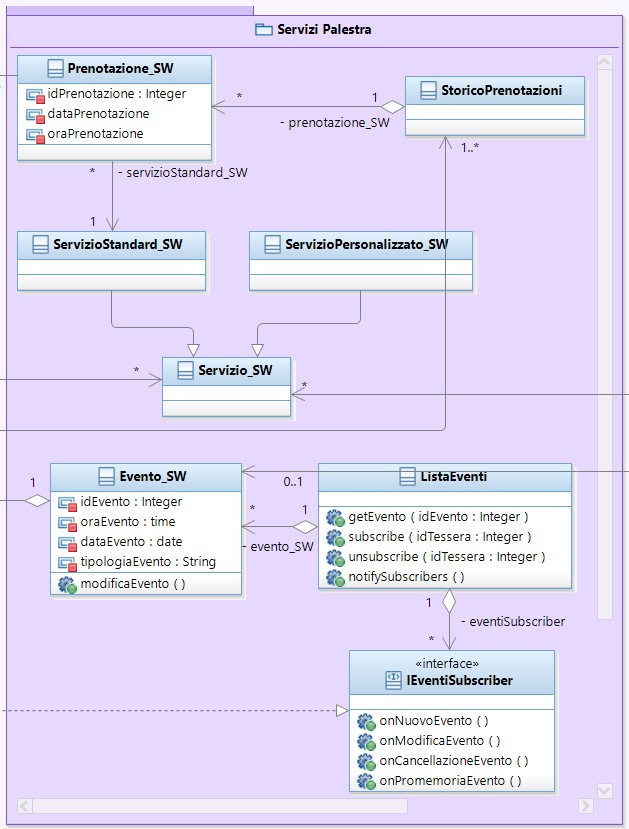 Servizi Palestra
Prenotazione_SW
idPrenotazione : Integer
dataPrenotazione
oraPrenotazione
*
1
- prenotazione_SW
StoricoPrenotazioni
1..*
*
- servizioStandard_SW
1
ServizioStandard_SW
ServizioPersonalizzato_SW
Servizio_SW
*
*
1
Evento_SW
idEvento : Integer
oraEvento : time
dataEvento : date
tipologiaEvento : String
modificaEvento ( )
0..1
*
1
- evento_SW
ListaEventi
getEvento ( idEvento : Integer )
subscribe ( idTessera : Integer )
unsubscribe ( idTessera : Integer )
notifySubscribers ( )
1
- eventiSubscriber
*
«interface»
IEventiSubscriber
onNuovoEvento ( )
onModificaEvento ( )
onCancellazioneEvento ( )
onPromemoriaEvento ( )